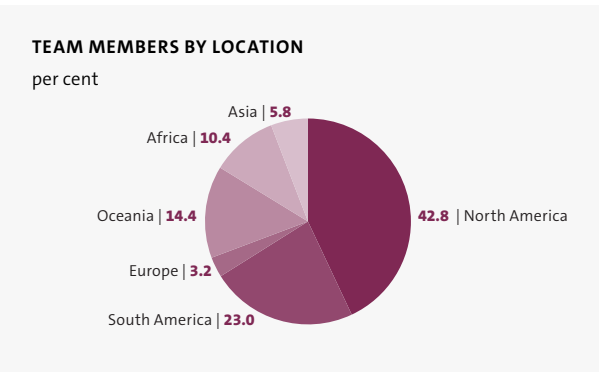 TEAM MEMBERS BY LOCATION
per cent
Asia | 5.8
Africa | 10.4
Oceania | 14.4
42.8 | North America
Europe | 3.2
South America | 23.0